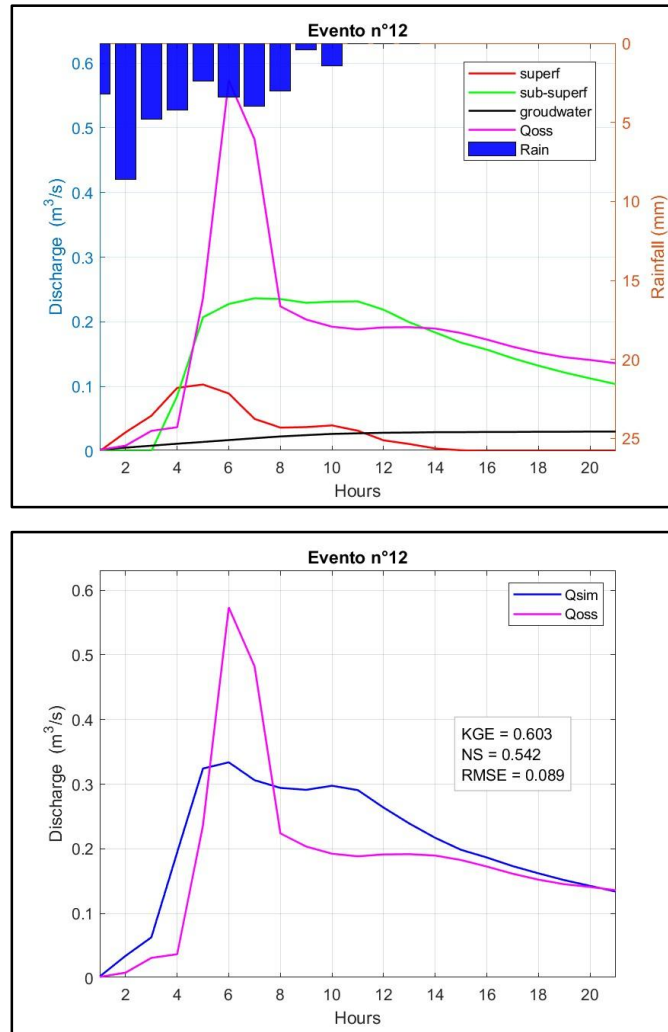 Evento n°12
0.6
0.5
0.4
0.3
0.2
0.1
0
Discharge (m³/s)
superf
sub-superf
groudwater
Qoss
Rain
0
5
10
15
20
25
Rainfall (mm)
2 4 6 8 10 12 14 16 18 20
Hours
Evento n°12
0.6
0.5
0.4
0.3
0.2
0.1
0
Discharge (m³/s)
Qsim
Qoss
KGE = 0.603
NS = 0.542
RMSE = 0.089
2 4 6 8 10 12 14 16 18 20
Hours